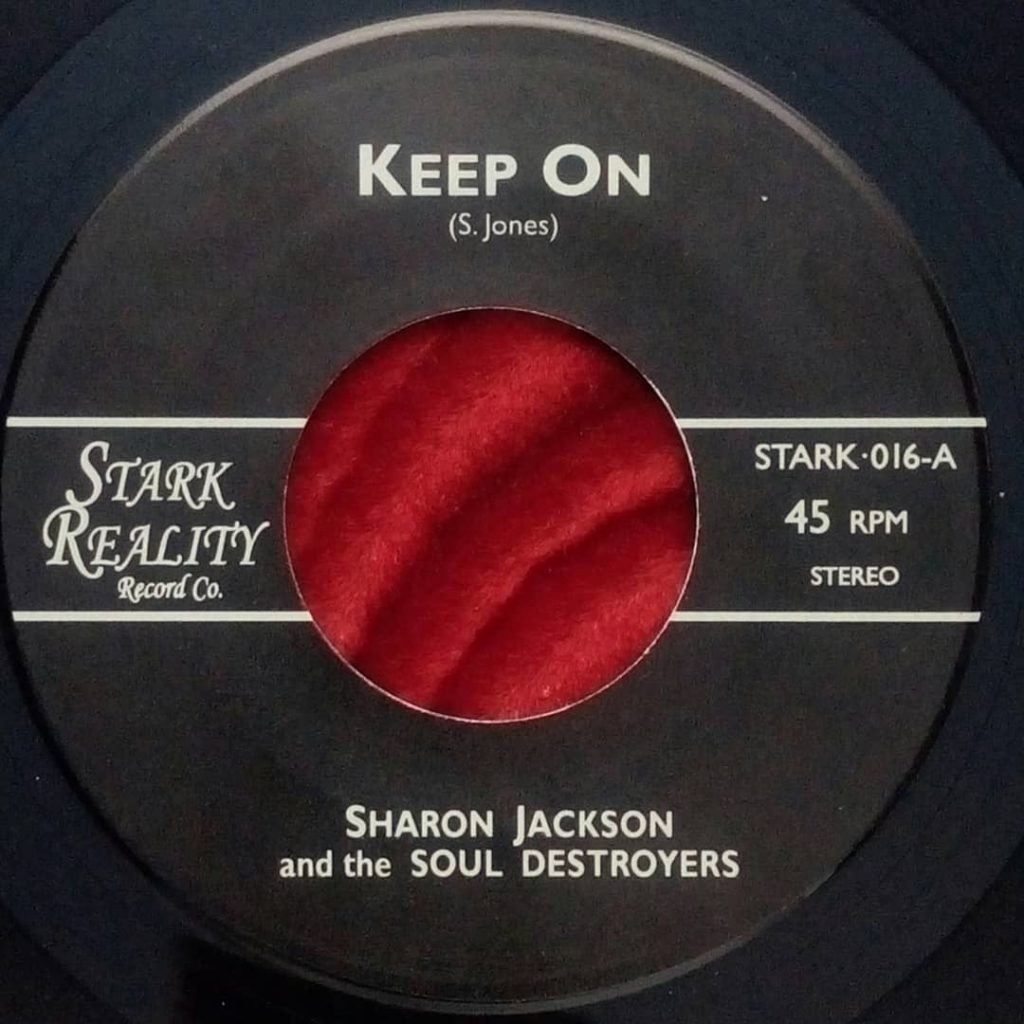 KEEP ON
(S. Jones)
STARK
REALITY
Record Co.
STARK·016-A
45 RPM
STEREO
SHARON JACKSON
and the SOUL DESTROYERS